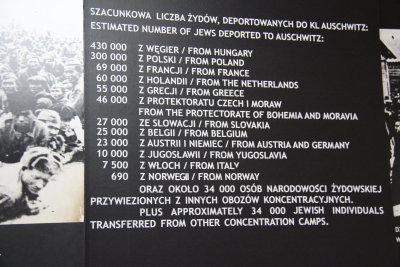 SZACUNKOWA LICZBA ŻYDÓW, DEPORTOWANYCH DO KL AUSCHWITZ:
ESTIMATED NUMBER OF JEWS DEPORTED TO AUSCHWITZ:
430 000 Z WĘGIER / FROM HUNGARY
300 000 Z POLSKI / FROM POLAND
69 000 Z FRANCJI / FROM FRANCE
60 000 Z HOLANDII / FROM THE NETHERLANDS
55 000 Z GRECJI / FROM GREECE
46 000 Z PROTEKTORATU CZECH I MORAW
FROM THE PROTECTORATE OF BOHEMIA AND MORAVIA
27 000 ZE SŁOWACJI / FROM SLOVAKIA
25 000 Z BELGII / FROM BELGIUM
23 000 Z AUSTRII I NIEMIEC / FROM AUSTRIA AND GERMANY
10 000 Z JUGOSŁAWII / FROM YUGOSLAVIA
7 500 Z WŁOCH / FROM ITALY
690 Z NORWEGII / FROM NORWAY
ORAZ OKOŁO 34 000 OSÓB NARODOWOŚCI ŻYDOWSKIEJ
PRZYWIEZIONYCH Z INNYCH OBOZÓW KONCENTRACYJNYCH.
PLUS APPROXIMATELY 34 000 JEWISH INDIVIDUALS
TRANSFERRED FROM OTHER CONCENTRATION CAMPS.